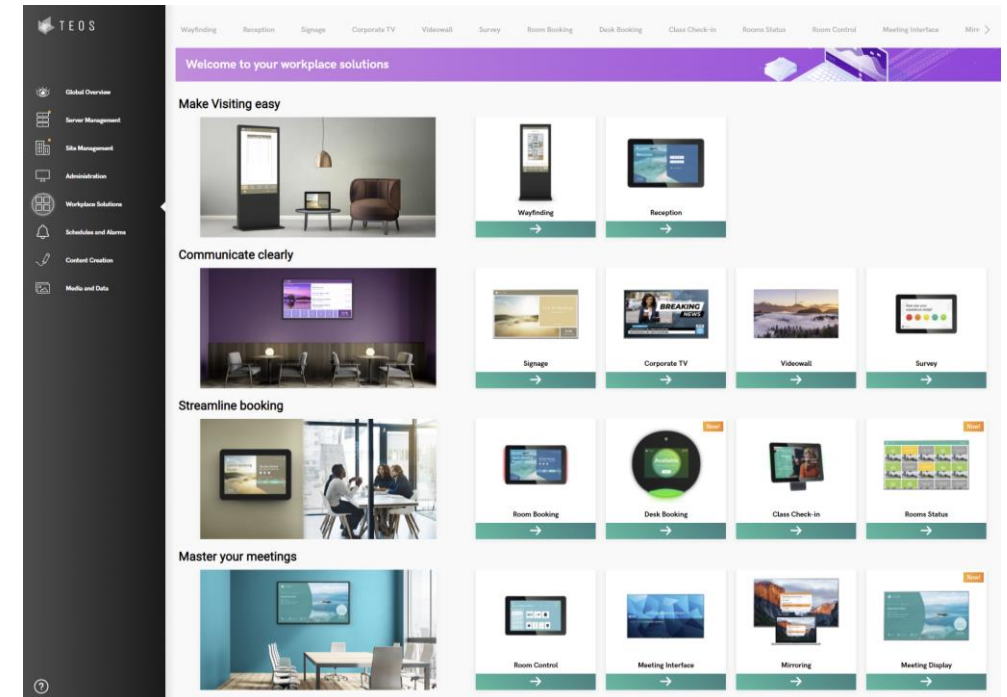 TEOS
Wayfinding Reception Signage Corporate TV Videowall Survey Room Booking Desk Booking Class Check-in Rooms Status Room Control Meeting Interface Mirr
Welcome to your workplace solutions
Global Overview
Server Management
Site Management
Administration
Workplace Solutions
Schedules and Alarms
Content Creation
Media and Data
Make Visiting easy
Wayfinding
Reception
Communicate clearly
BREAKING
NEWS
Signage
Corporate TV
Videowall
Survey
Streamline booking
New!
New!
Available
Room Booking
Desk Booking
Class Check-in
Rooms Status
Master your meetings
New!
Room Control
Meeting Interface
Mirroring
Meeting Display